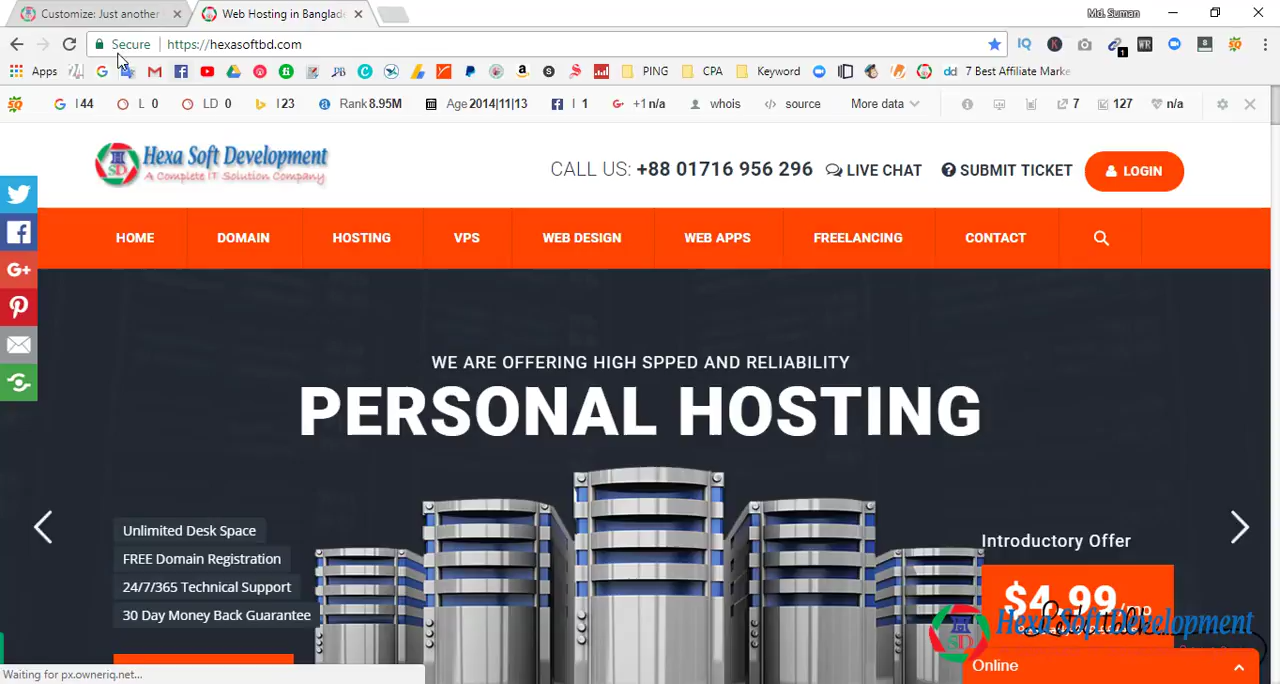 Customize: Just another
Web Hosting in Banglade
Md. Suman
Secure
https://hexasoftbd.com
Apps
PING
CPA
Keyword
7 Best Affiliate Marke
I 44
L 0
LD 0
I 23
Rank 8.95M
Age 2014|11|13
I 1
+1 n/a
whois
source
More data
7
127
n/a
Hexa Soft Development
A Complete IT Solution Company
CALL US: +88 01716 956 296
LIVE CHAT
SUBMIT TICKET
LOGIN
HOME
DOMAIN
HOSTING
VPS
WEB DESIGN
WEB APPS
FREELANCING
CONTACT
WE ARE OFFERING HIGH SPPED AND RELIABILITY
PERSONAL HOSTING
Unlimited Desk Space
FREE Domain Registration
24/7/365 Technical Support
30 Day Money Back Guarantee
Introductory Offer
$4.99/mo
Hexa Soft Development
Online
Waiting for px.owneriq.net...